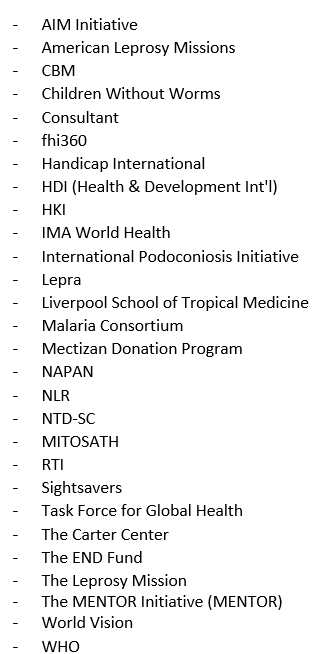 - AIM Initiative
- American Leprosy Missions
- CBM
- Children Without Worms
- Consultant
- fhi360
- Handicap International
- HDI (Health & Development Int'l)
- HKI
- IMA World Health
- International Podoconiosis Initiative
- Lepra
- Liverpool School of Tropical Medicine
- Malaria Consortium
- Mectizan Donation Program
- NAPAN
- NLR
- NTD-SC
- MITOSATH
- RTI
- Sightsavers
- Task Force for Global Health
- The Carter Center
- The END Fund
- The Leprosy Mission
- The MENTOR Initiative (MENTOR)
- World Vision
- WHO